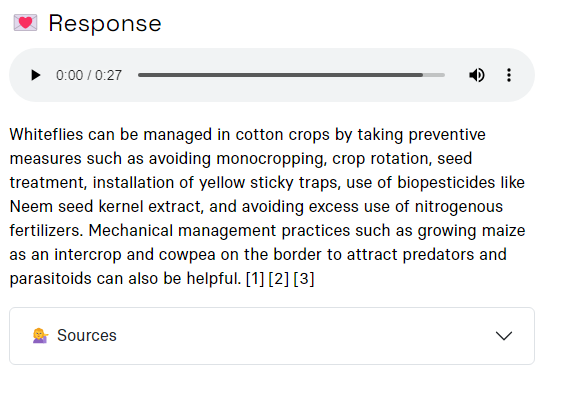 Response
0:00 / 0:27
Whiteflies can be managed in cotton crops by taking preventive
measures such as avoiding monocropping, crop rotation, seed
treatment, installation of yellow sticky traps, use of biopesticides like
Neem seed kernel extract, and avoiding excess use of nitrogenous
fertilizers. Mechanical management practices such as growing maize
as an intercrop and cowpea on the border to attract predators and
parasitoids can also be helpful. [1] [2] [3]
Sources